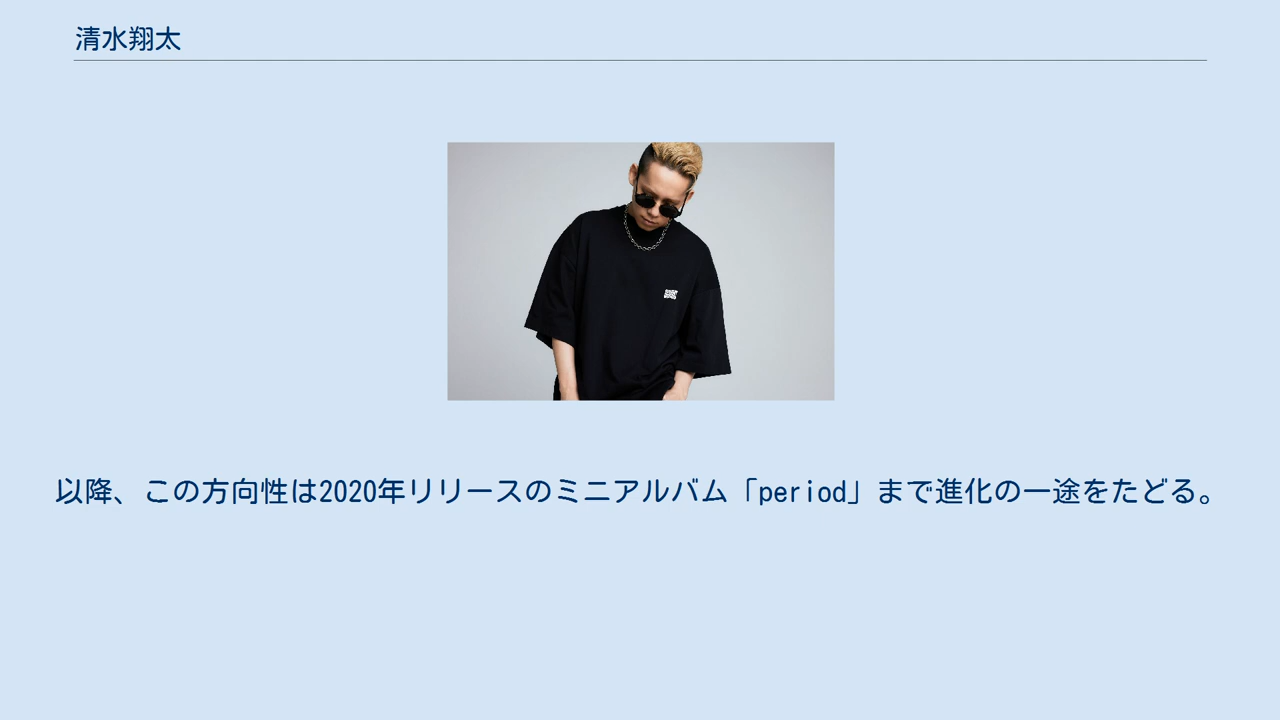 清水翔太
以降、この方向性は2020年リリースのミニアルバム「period」まで進化の一途をたどる。